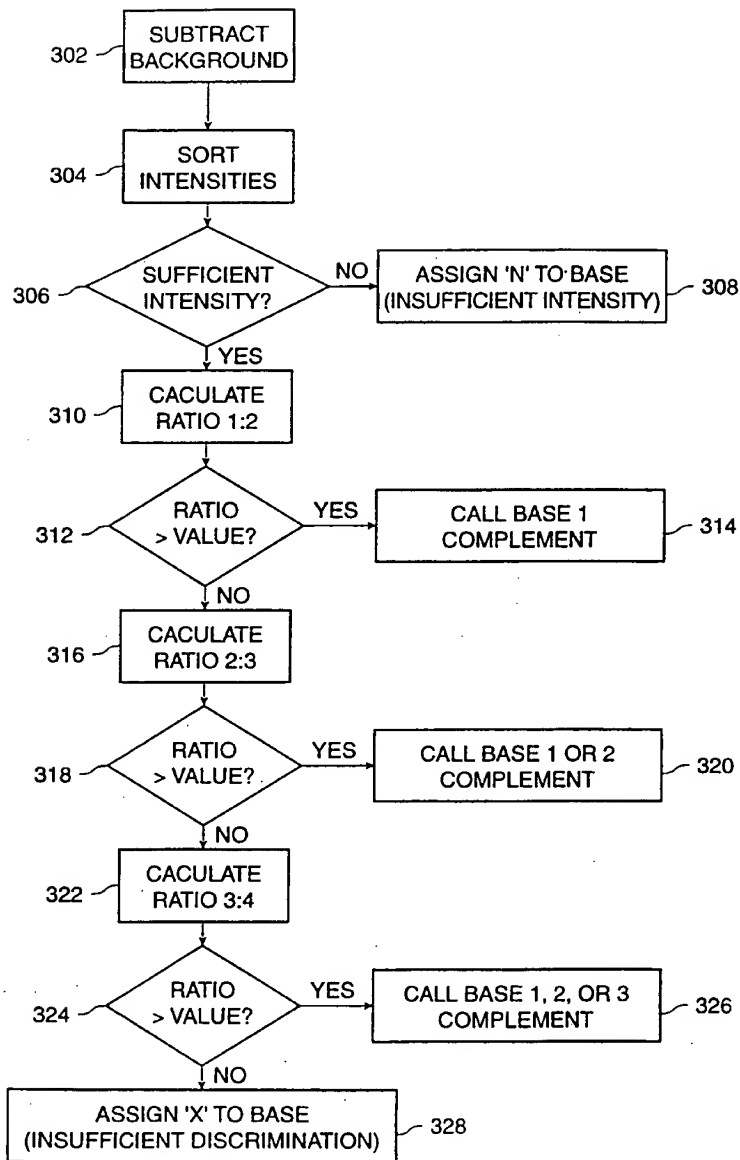 302
SUBTRACT
BACKGROUND
304
SORT
INTENSITIES
306
SUFFICIENT
INTENSITY?
NO
ASSIGN 'N' TO BASE
(INSUFFICIENT INTENSITY)
308
YES
310
CACULATE
RATIO 1:2
312
RATIO
> VALUE?
YES
CALL BASE 1
COMPLEMENT
314
NO
316
CACULATE
RATIO 2:3
318
RATIO
> VALUE?
YES
CALL BASE 1 OR 2
COMPLEMENT
320
NO
322
CACULATE
RATIO 3:4
324
RATIO
> VALUE?
YES
CALL BASE 1, 2, OR 3
COMPLEMENT
326
NO
ASSIGN 'X' TO BASE
(INSUFFICIENT DISCRIMINATION)
328